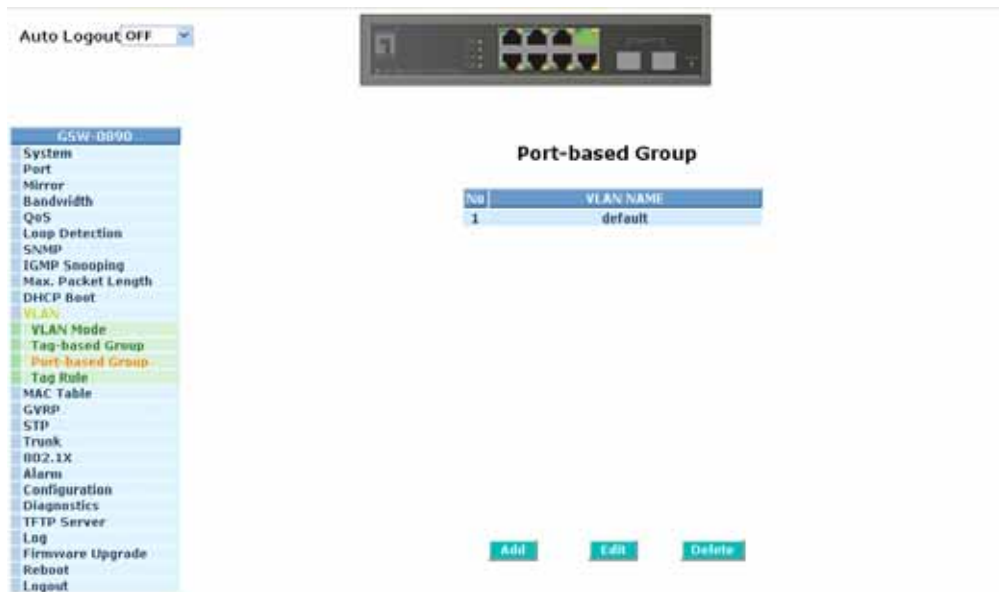 Auto Logout OFF
GSW-0890
System
Port
Mirror
Bandwidth
QoS
Loop Detection
SNMP
IGMP Snooping
Max. Packet Length
DHCP Boot
VLAN
VLAN Mode
Tag-based Group
Port-based Group
Tag Rule
MAC Table
GVRP
STP
Trunk
802.1X
Alarm
Configuration
Diagnostics
TFTP Server
Log
Firmware Upgrade
Reboot
Logout
Port-based Group
No VLAN NAME
1 default
Add Edit Delete